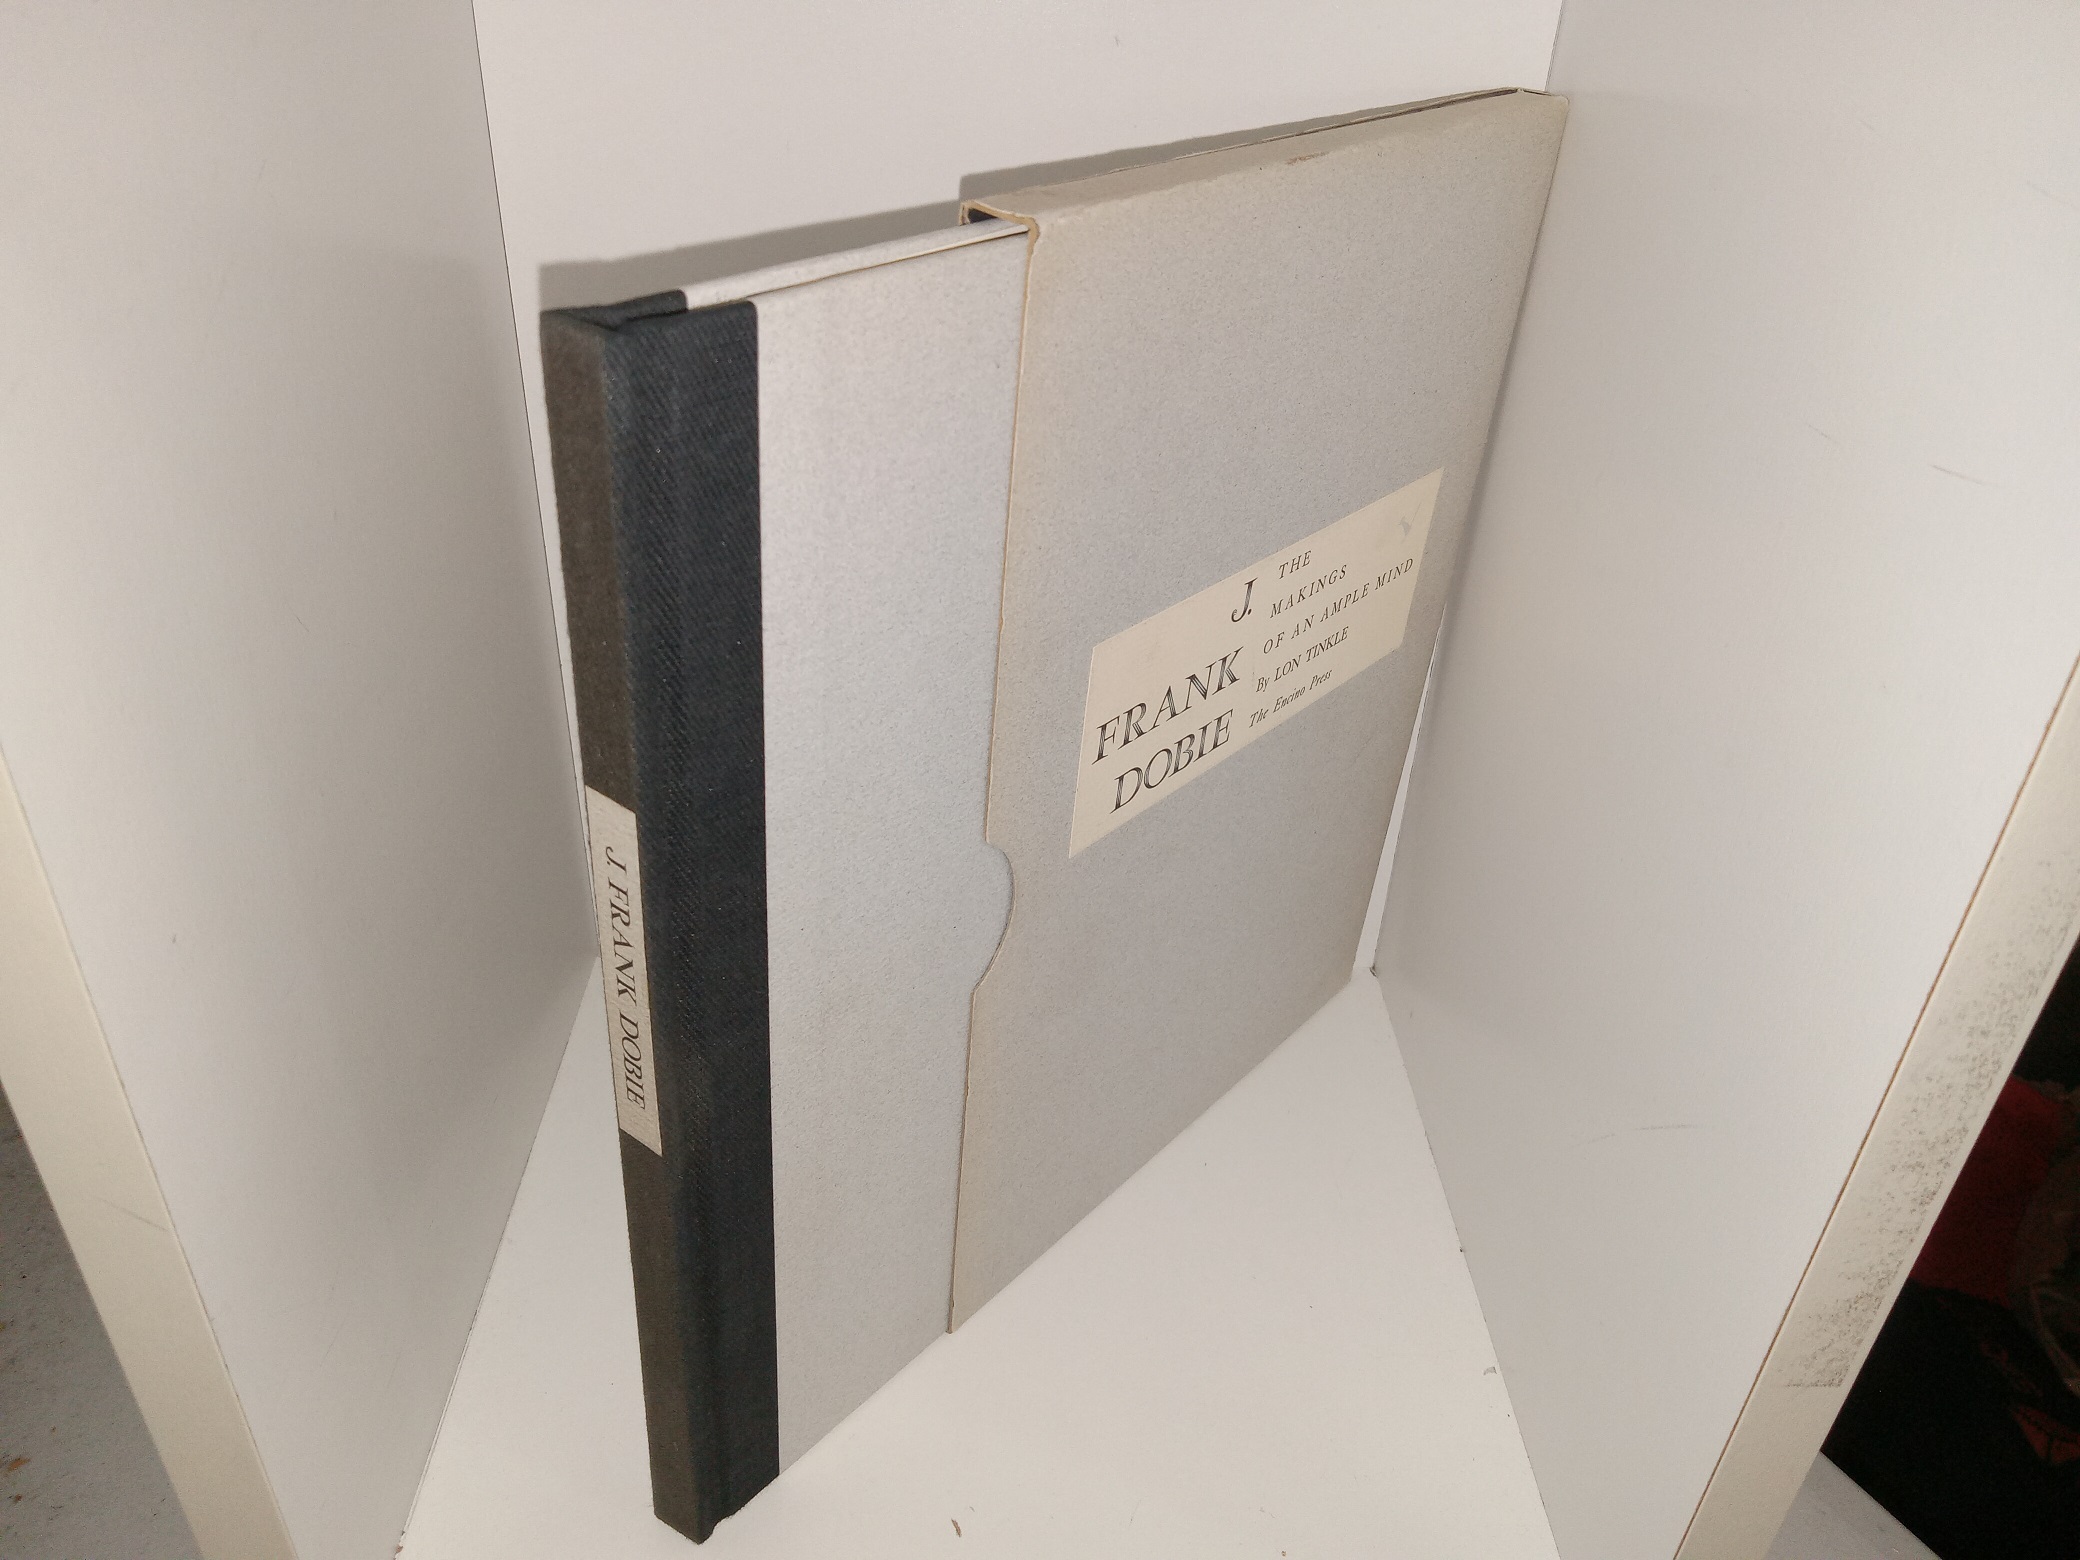 J. FRANK DOBIE
J.
FRANK
DOBIE
THE
MAKINGS
OF AN AMPLE MIND
By LON TINKLE
The Encino Press